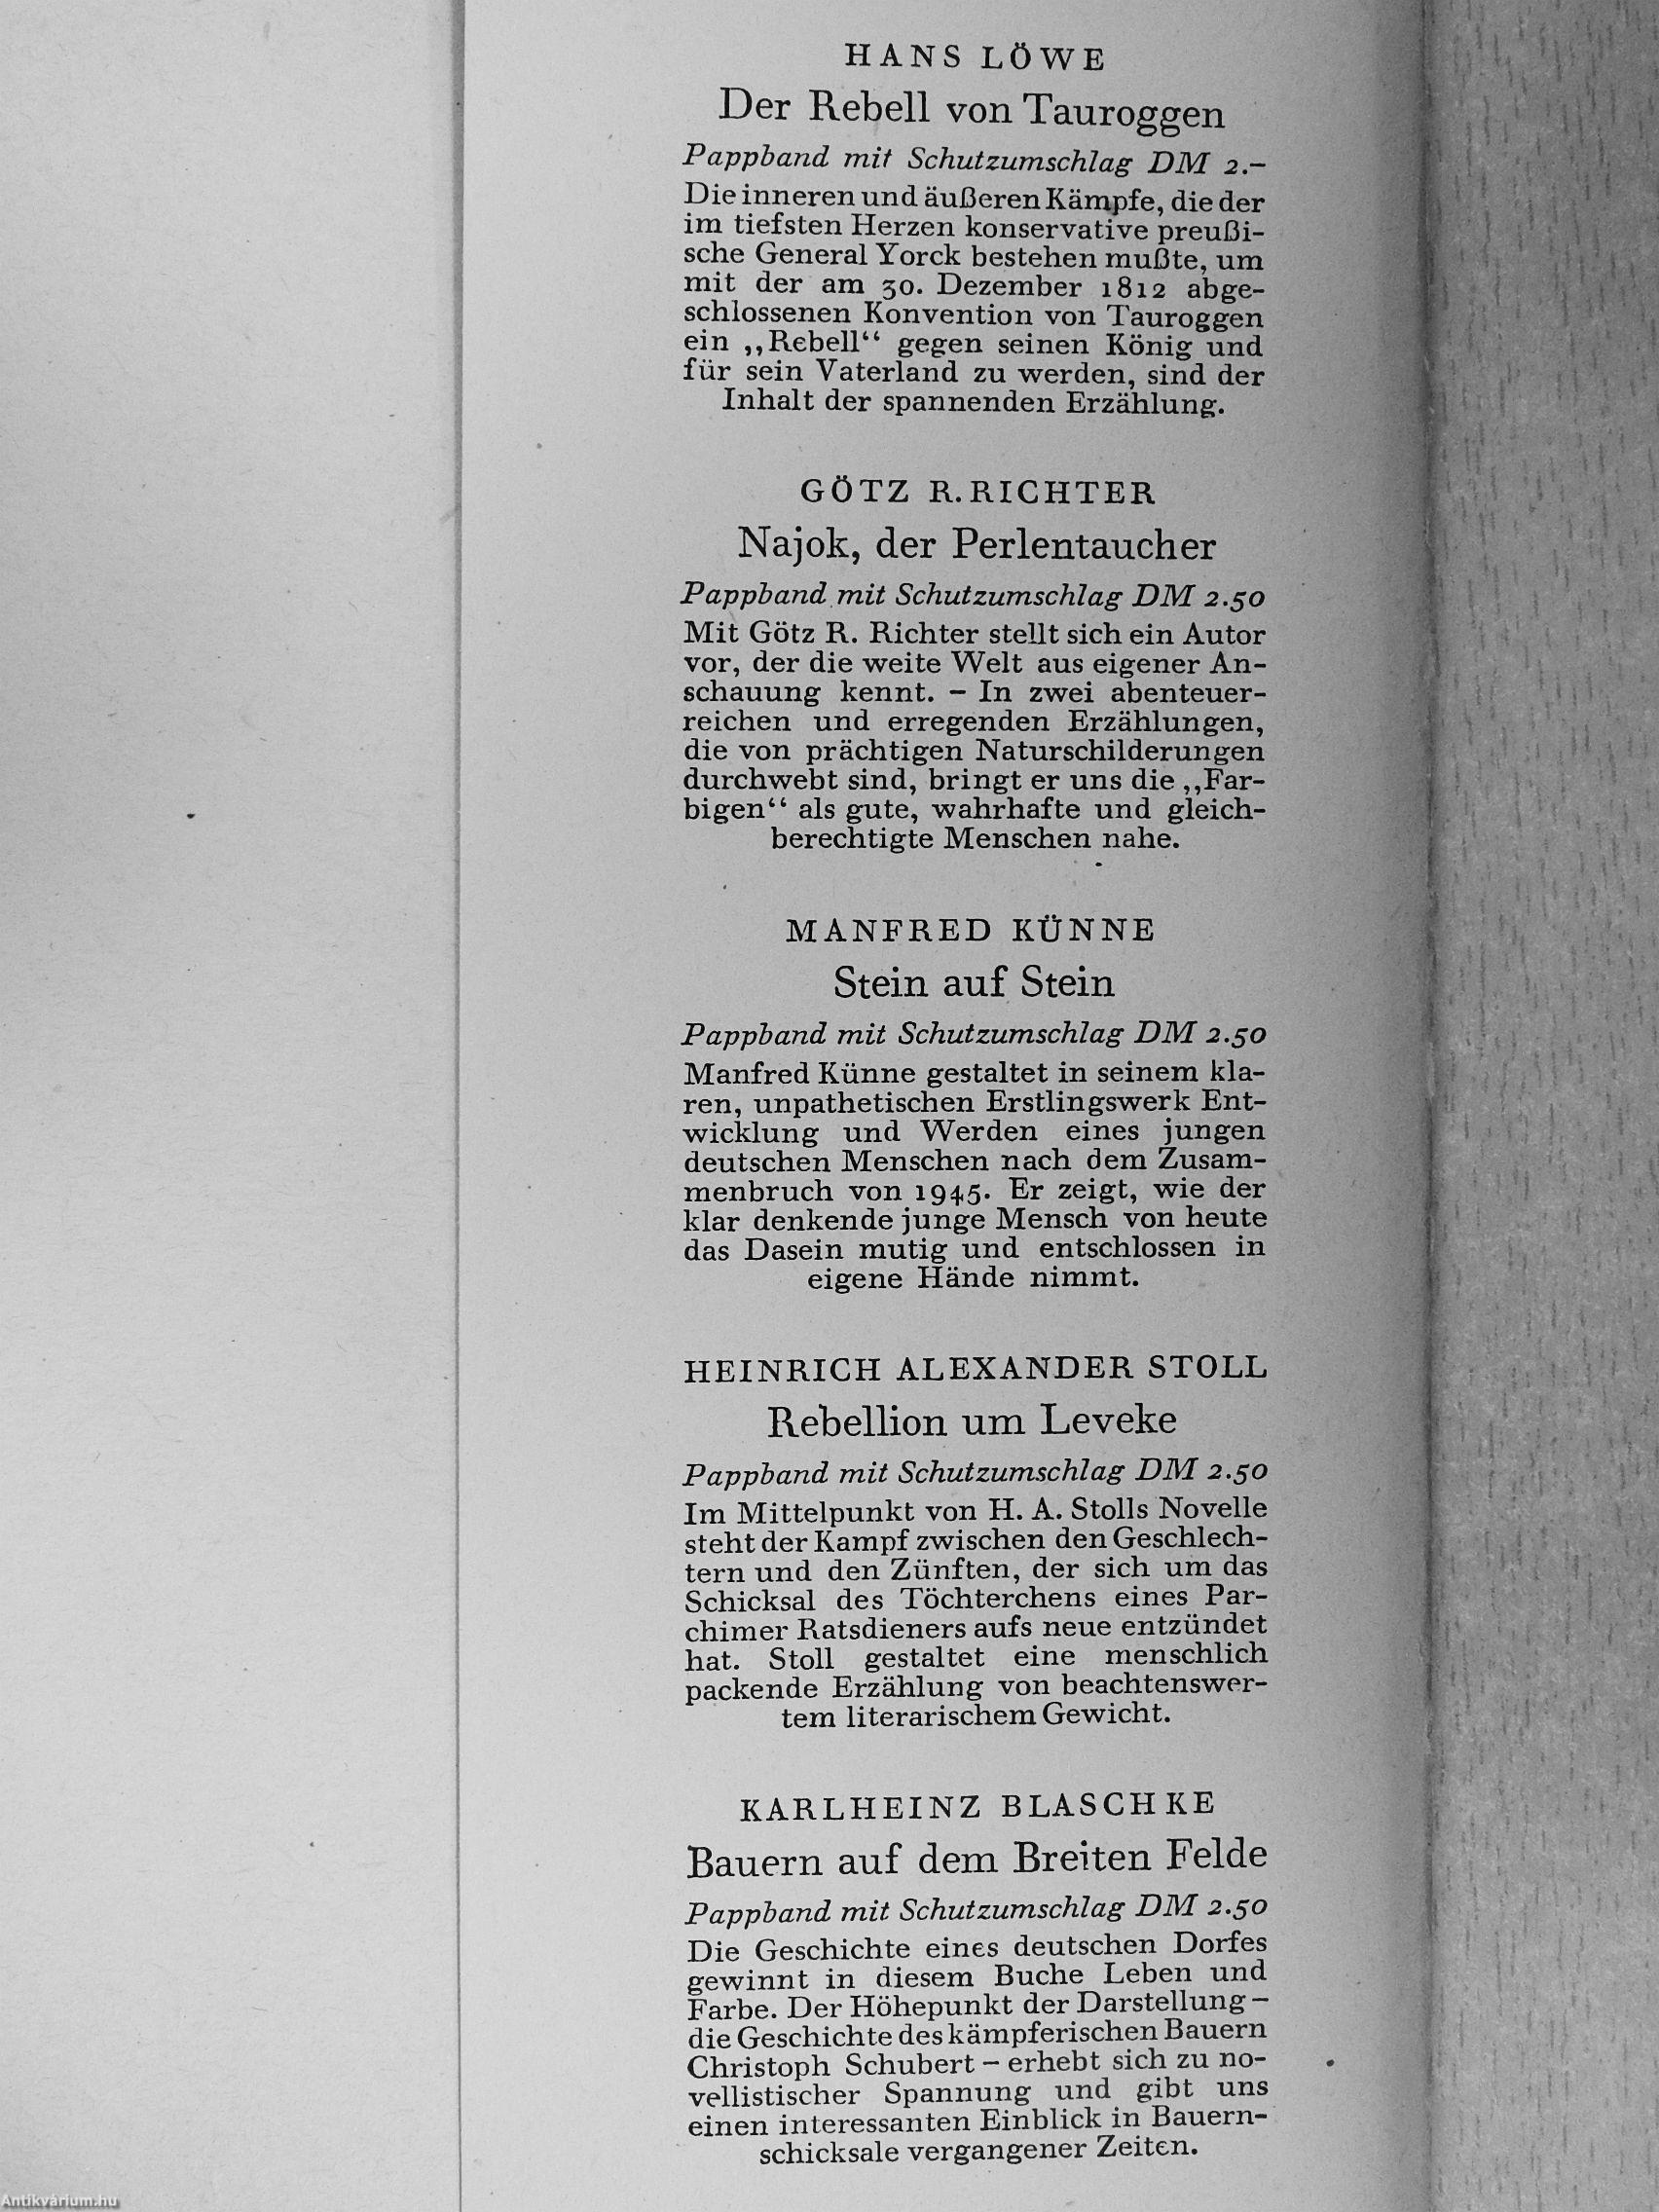 HANS LÖWE
Der Rebell von Tauroggen
Pappband mit Schutzumschlag DM 2.–
Die inneren und äußeren Kämpfe, die der
im tiefsten Herzen konservative preußi-
sche General Yorck bestehen mußte, um
mit der am 30. Dezember 1812 abge-
schlossenen Konvention von Tauroggen
ein „Rebell“ gegen seinen König und
für sein Vaterland zu werden, sind der
Inhalt der spannenden Erzählung.
GÖTZ R. RICHTER
Najok, der Perlentaucher
Pappband mit Schutzumschlag DM 2.50
Mit Götz R. Richter stellt sich ein Autor
vor, der die weite Welt aus eigener An-
schauung kennt. – In zwei abenteuer-
reichen und erregenden Erzählungen,
die von prächtigen Naturschilderungen
durchwebt sind, bringt er uns die „Far-
bigen“ als gute, wahrhafte und gleich-
berechtigte Menschen nahe.
MANFRED KÜNNE
Stein auf Stein
Pappband mit Schutzumschlag DM 2.50
Manfred Künne gestaltet in seinem kla-
ren, unpathetischen Erstlingswerk Ent-
wicklung und Werden eines jungen
deutschen Menschen nach dem Zusam-
menbruch von 1945. Er zeigt, wie der
klar denkende junge Mensch von heute
das Dasein mutig und entschlossen in
eigene Hände nimmt.
HEINRICH ALEXANDER STOLL
Rebellion um Leveke
Pappband mit Schutzumschlag DM 2.50
Im Mittelpunkt von H. A. Stolls Novelle
steht der Kampf zwischen den Geschlech-
tern und den Zünften, der sich um das
Schicksal des Töchterchens eines Par-
chimer Ratsdieners aufs neue entzündet
hat. Stoll gestaltet eine menschlich
packende Erzählung von beachtenswer-
tem literarischem Gewicht.
KARLHEINZ BLASCHKE
Bauern auf dem Breiten Felde
Pappband mit Schutzumschlag DM 2.50
Die Geschichte eines deutschen Dorfes
gewinnt in diesem Buche Leben und
Farbe. Der Höhepunkt der Darstellung –
die Geschichte des kämpferischen Bauern
Christoph Schubert – erhebt sich zu no-
vellistischer Spannung und gibt uns
einen interessanten Einblick in Bauern-
schicksale vergangener Zeiten.
Antikvárium.hu